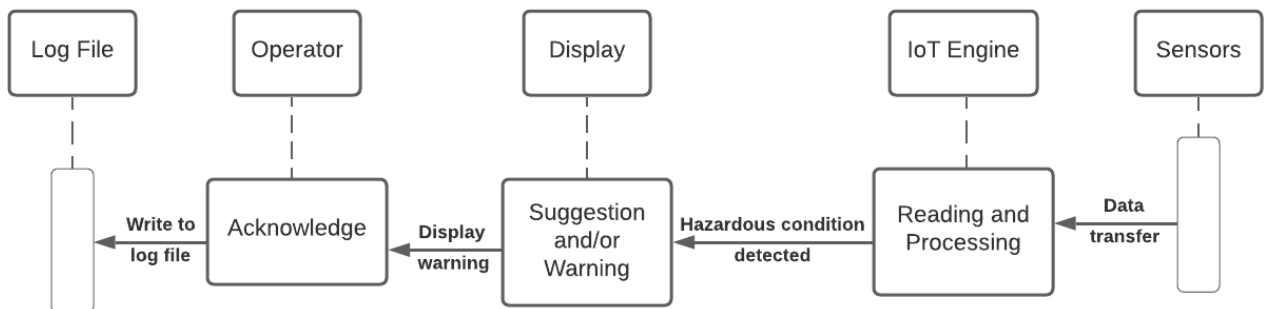 Log File
Operator
Display
IoT Engine
Sensors
Write to
log file
Acknowledge
Display
warning
Suggestion
and/or
Warning
Hazardous condition
detected
Reading and
Processing
Data
transfer